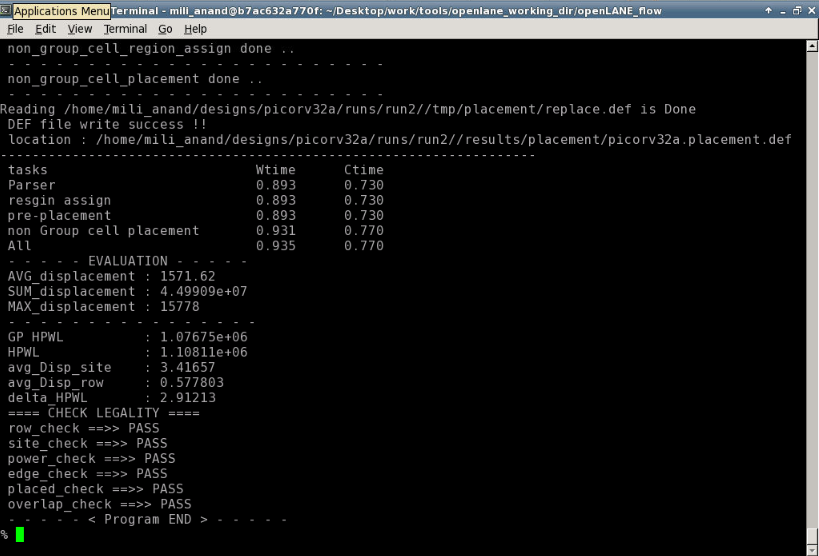 Applications Menu Terminal - mili_anand@b7ac632a770f: ~/Desktop/work/tools/openlane_working_dir/openLANE_flow
File Edit View Terminal Go Help
non_group_cell_region_assign done ..
- - - - - - - - - - - - - - - - - - - - - - - -
non_group_cell_placement done ..
- - - - - - - - - - - - - - - - - - - - - - - -
Reading /home/mili_anand/designs/picorv32a/runs/run2//tmp/placement/replace.def is Done
DEF file write success !!
location : /home/mili_anand/designs/picorv32a/runs/run2//results/placement/picorv32a.placement.def
-------------------------------------------------------------------
tasks Wtime Ctime
Parser 0.893 0.730
resgin assign 0.893 0.730
pre-placement 0.893 0.730
non Group cell placement 0.931 0.770
All 0.935 0.770
- - - - - EVALUATION - - - - -
AVG_displacement : 1571.62
SUM_displacement : 4.49909e+07
MAX_displacement : 15778
- - - - - - - - - - - - - - - -
GP HPWL : 1.07675e+06
HPWL : 1.10811e+06
avg_Disp_site : 3.41657
avg_Disp_row : 0.577803
delta_HPWL : 2.91213
==== CHECK LEGALITY ====
row_check ==>> PASS
site_check ==>> PASS
power_check ==>> PASS
edge_check ==>> PASS
placed_check ==>> PASS
overlap_check ==>> PASS
- - - - - < Program END > - - - - -
%